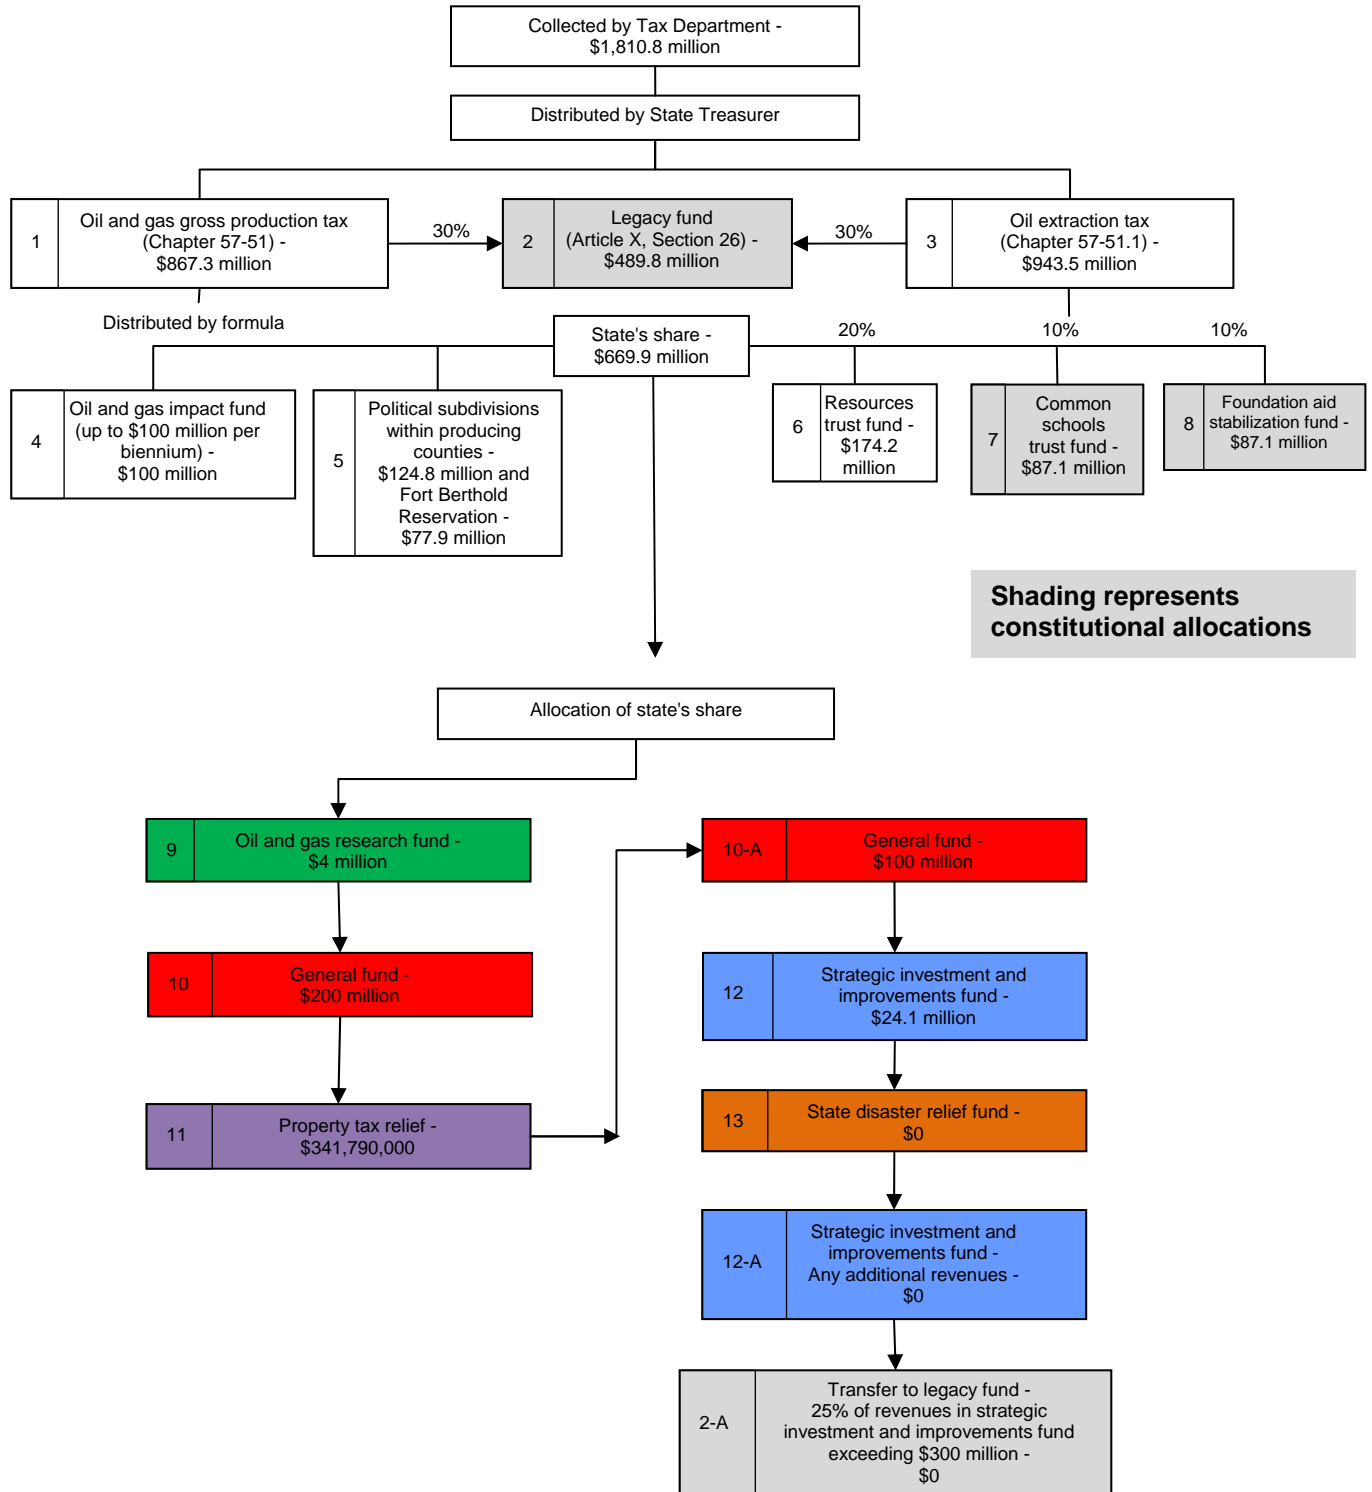 Collected by Tax Department -
$1,810.8 million
Distributed by State Treasurer
1
Oil and gas gross production tax
(Chapter 57-51) -
$867.3 million
30%
2
Legacy fund
(Article X, Section 26) -
$489.8 million
30%
3
Oil extraction tax
(Chapter 57-51.1) -
$943.5 million
Distributed by formula
State's share -
$669.9 million
20%
10%
10%
4
Oil and gas impact fund
(up to $100 million per
biennium) -
$100 million
5
Political subdivisions
within producing
counties -
$124.8 million and
Fort Berthold
Reservation -
$77.9 million
6
Resources
trust fund -
$174.2
million
7
Common
schools
trust fund -
$87.1 million
8
Foundation aid
stabilization fund -
$87.1 million
Shading represents
constitutional allocations
Allocation of state's share
9
Oil and gas research fund -
$4 million
10
General fund -
$200 million
11
Property tax relief -
$341,790,000
10-A
General fund -
$100 million
12
Strategic investment and
improvements fund -
$24.1 million
13
State disaster relief fund -
$0
12-A
Strategic investment and
improvements fund -
Any additional revenues -
$0
2-A
Transfer to legacy fund -
25% of revenues in strategic
investment and improvements fund
exceeding $300 million -
$0